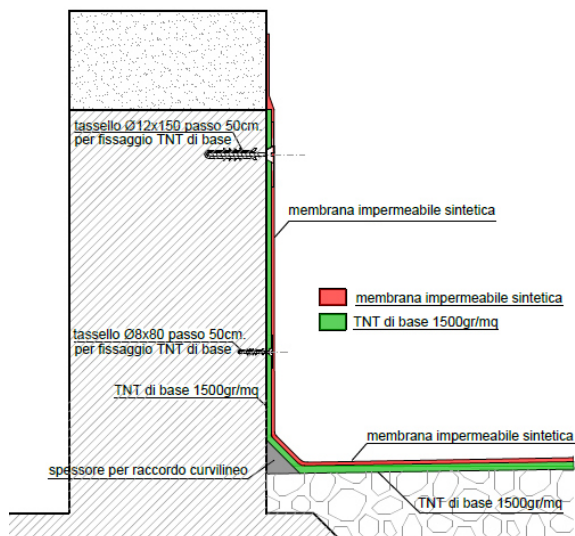 tassello Ø12x150 passo 50cm.
per fissaggio TNT di base
membrana impermeabile sintetica
membrana impermeabile sintetica
TNT di base 1500gr/mq
tassello Ø8x80 passo 50cm.
per fissaggio TNT di base
TNT di base 1500gr/mq
membrana impermeabile sintetica
spessore per raccordo curvilineo
TNT di base 1500gr/mq